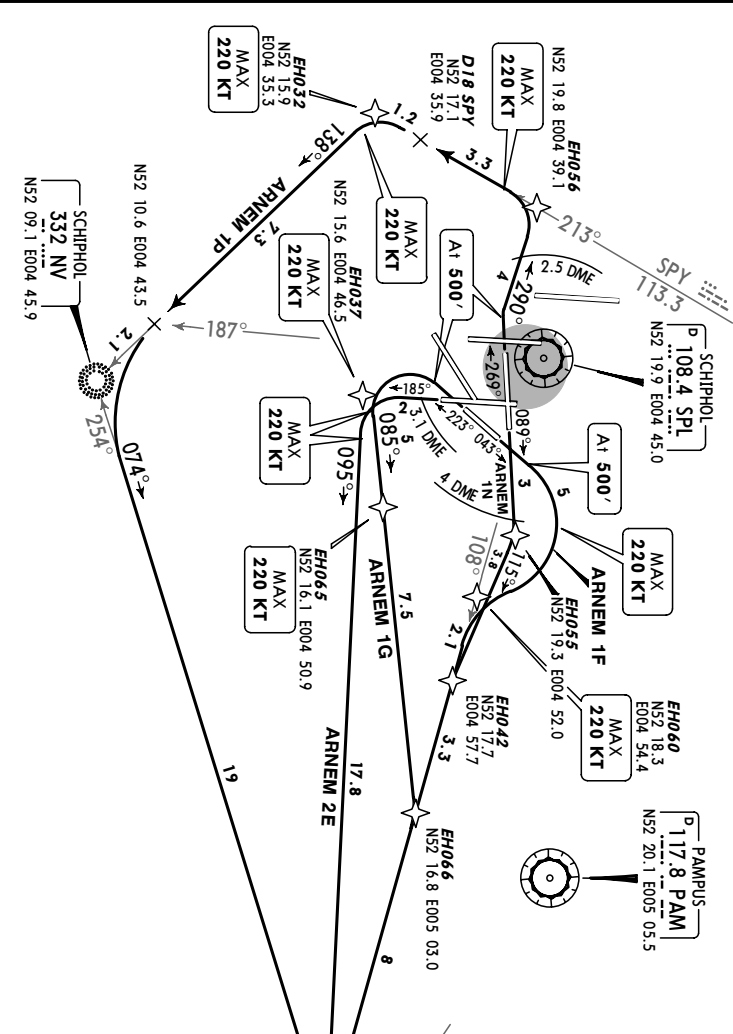 EH032
N52 15.9
E004 35.3
MAX
220 KT
D18 SPY
N52 17.1
E004 35.9
MAX
220 KT
EH056
N52 19.8 E004 39.1
1.2
3.3
213°
SPY
113.3
138°
ARNEM 1P
7.3
MAX
220 KT
2.5 DME
4
290°
SCHIPHOL
D 108.4 SPL
N52 19.9 E004 45.0
N52 10.6 E004 43.5
SCHIPHOL
332 NV
N52 09.1 E004 45.9
2.1
187°
254°
074°
EH037
N52 15.6 E004 46.5
MAX
220 KT
At 500'
269°
089°
185°
2
3.1 DME
223°
043°
ARNEM
1N
3
4 DME
MAX
220 KT
095°
085°
5
At 500'
5
MAX
220 KT
ARNEM 1F
EH055
N52 19.3 E004 52.0
115°
3.8
108°
2.1
EH065
N52 16.1 E004 50.9
MAX
220 KT
7.5
ARNEM 1G
EH060
N52 18.3
E004 54.4
MAX
220 KT
EH042
N52 17.7
E004 57.7
3.3
ARNEM 2E
17.8
19
EH066
N52 16.8 E005 03.0
8
PAMPUS
D 117.8 PAM
N52 20.1 E005 05.5